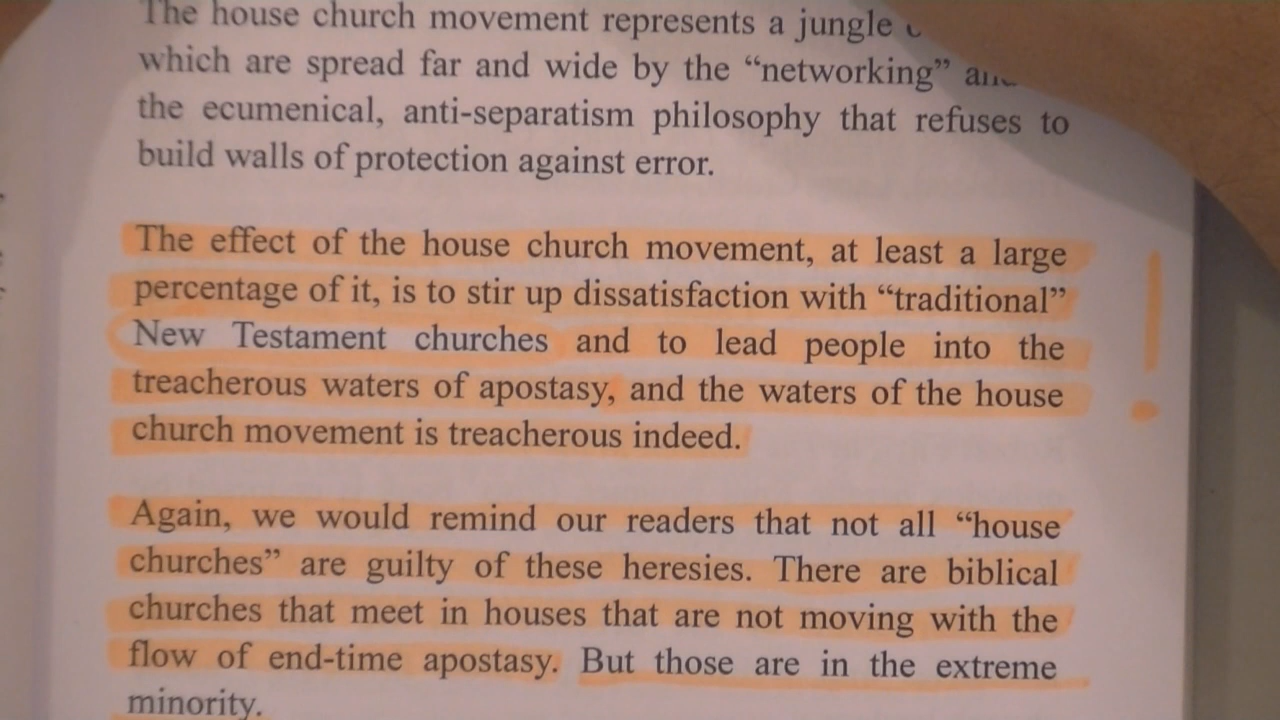 The house church movement represents a jungle
which are spread far and wide by the “networking”
the ecumenical, anti-separatism philosophy that refuses to
build walls of protection against error.
The effect of the house church movement, at least a large
percentage of it, is to stir up dissatisfaction with “traditional”
New Testament churches and to lead people into the
treacherous waters of apostasy, and the waters of the house
church movement is treacherous indeed.
Again, we would remind our readers that not all “house
churches” are guilty of these heresies. There are biblical
churches that meet in houses that are not moving with the
flow of end-time apostasy. But those are in the extreme
minority.